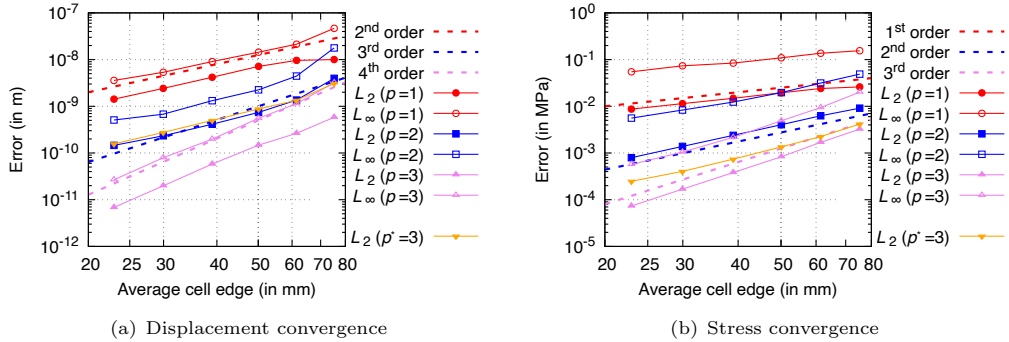 10⁻⁷
10⁻⁸
10⁻⁹
10⁻¹⁰
10⁻¹¹
10⁻¹²
Error (in m)
20 30 40 50 60 70 80
Average cell edge (in mm)
2ⁿᵈ order
3ʳᵈ order
4ᵗʰ order
L₂ (p=1)
L∞ (p=1)
L₂ (p=2)
L∞ (p=2)
L₂ (p=3)
L∞ (p=3)
L₂ (p*=3)
(a) Displacement convergence
10⁰
10⁻¹
10⁻²
10⁻³
10⁻⁴
10⁻⁵
Error (in MPa)
20 30 40 50 60 70 80
Average cell edge (in mm)
1ˢᵗ order
2ⁿᵈ order
3ʳᵈ order
L₂ (p=1)
L∞ (p=1)
L₂ (p=2)
L∞ (p=2)
L₂ (p=3)
L∞ (p=3)
L₂ (p*=3)
(b) Stress convergence